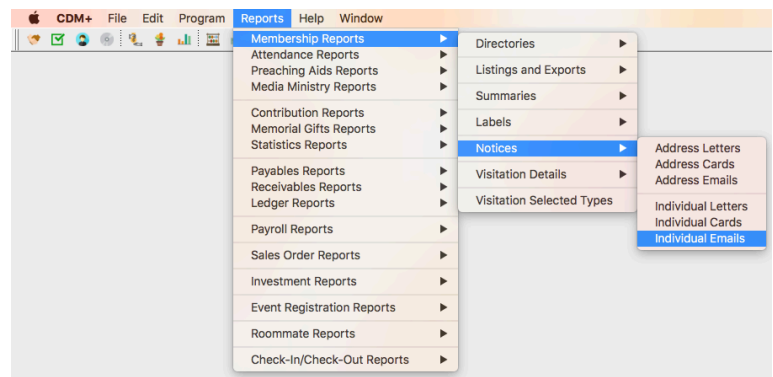 CDM+ File Edit Program Reports Help Window
Membership Reports
Attendance Reports
Preaching Aids Reports
Media Ministry Reports
Contribution Reports
Memorial Gifts Reports
Statistics Reports
Payables Reports
Receivables Reports
Ledger Reports
Payroll Reports
Sales Order Reports
Investment Reports
Event Registration Reports
Roommate Reports
Check-In/Check-Out Reports
Directories
Listings and Exports
Summaries
Labels
Notices
Visitation Details
Visitation Selected Types
Address Letters
Address Cards
Address Emails
Individual Letters
Individual Cards
Individual Emails